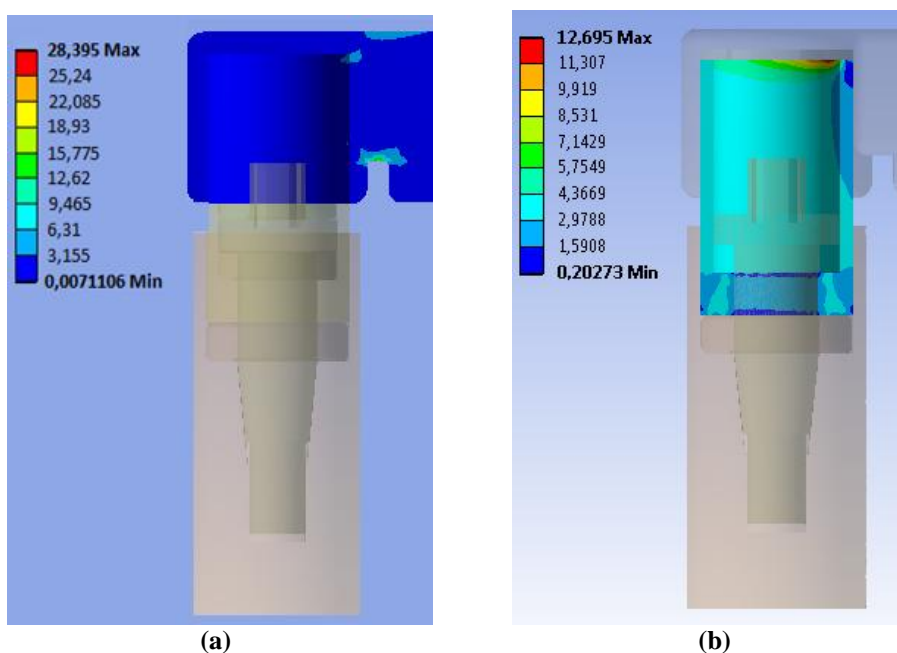 28,395 Max
25,24
22,085
18,93
15,775
12,62
9,465
6,31
3,155
0,0071106 Min
(a)
12,695 Max
11,307
9,919
8,531
7,1429
5,7549
4,3669
2,9788
1,5908
0,20273 Min
(b)